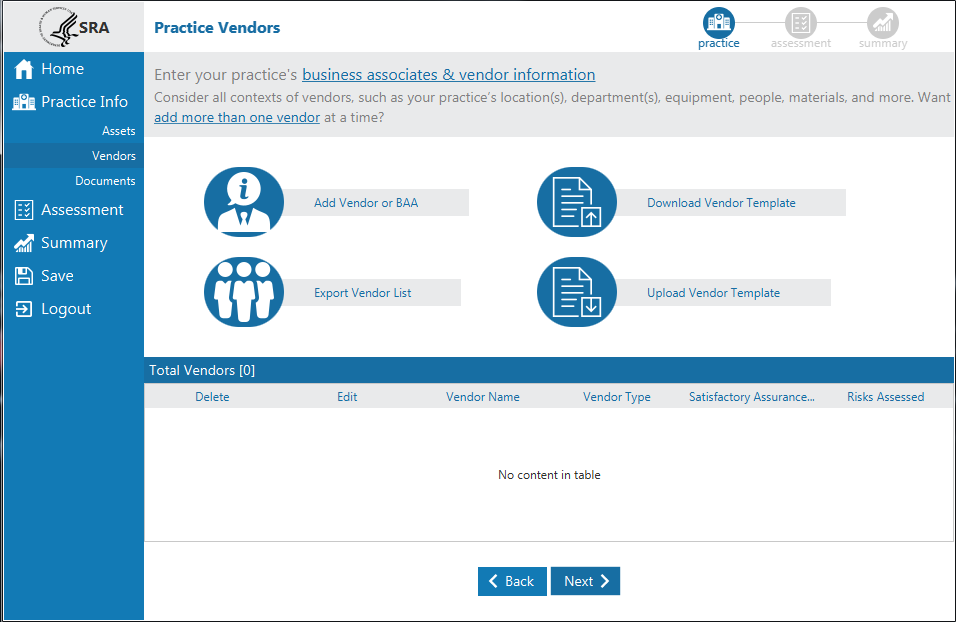 SRA
Practice Vendors
practice
assessment
summary
Home
Practice Info
Assets
Vendors
Documents
Assessment
Summary
Save
Logout
Enter your practice's business associates & vendor information
Consider all contexts of vendors, such as your practice's location(s), department(s), equipment, people, materials, and more. Want
add more than one vendor at a time?
Add Vendor or BAA
Download Vendor Template
Export Vendor List
Upload Vendor Template
Total Vendors [0]
Delete Edit Vendor Name Vendor Type Satisfactory Assurance... Risks Assessed
No content in table
Back
Next